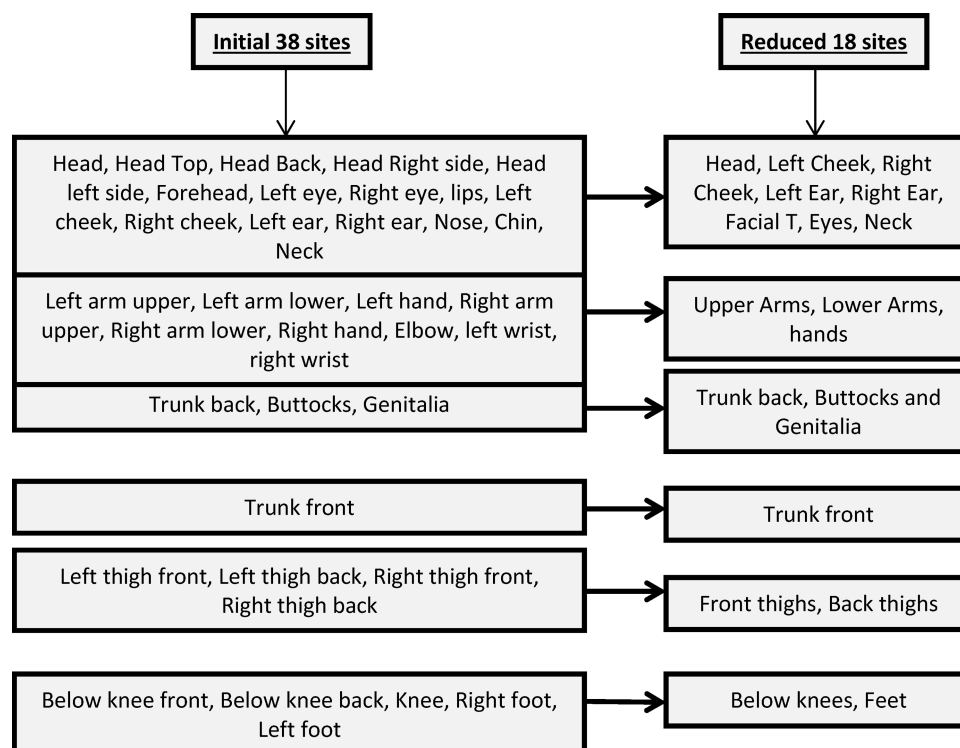 Initial 38 sites
Reduced 18 sites
Head, Head Top, Head Back, Head Right side, Head
left side, Forehead, Left eye, Right eye, lips, Left
cheek, Right cheek, Left ear, Right ear, Nose, Chin,
Neck
Head, Left Cheek, Right
Cheek, Left Ear, Right Ear,
Facial T, Eyes, Neck
Left arm upper, Left arm lower, Left hand, Right arm
upper, Right arm lower, Right hand, Elbow, left wrist,
right wrist
Upper Arms, Lower Arms,
hands
Trunk back, Buttocks, Genitalia
Trunk back, Buttocks and
Genitalia
Trunk front
Trunk front
Left thigh front, Left thigh back, Right thigh front,
Right thigh back
Front thighs, Back thighs
Below knee front, Below knee back, Knee, Right foot,
Left foot
Below knees, Feet